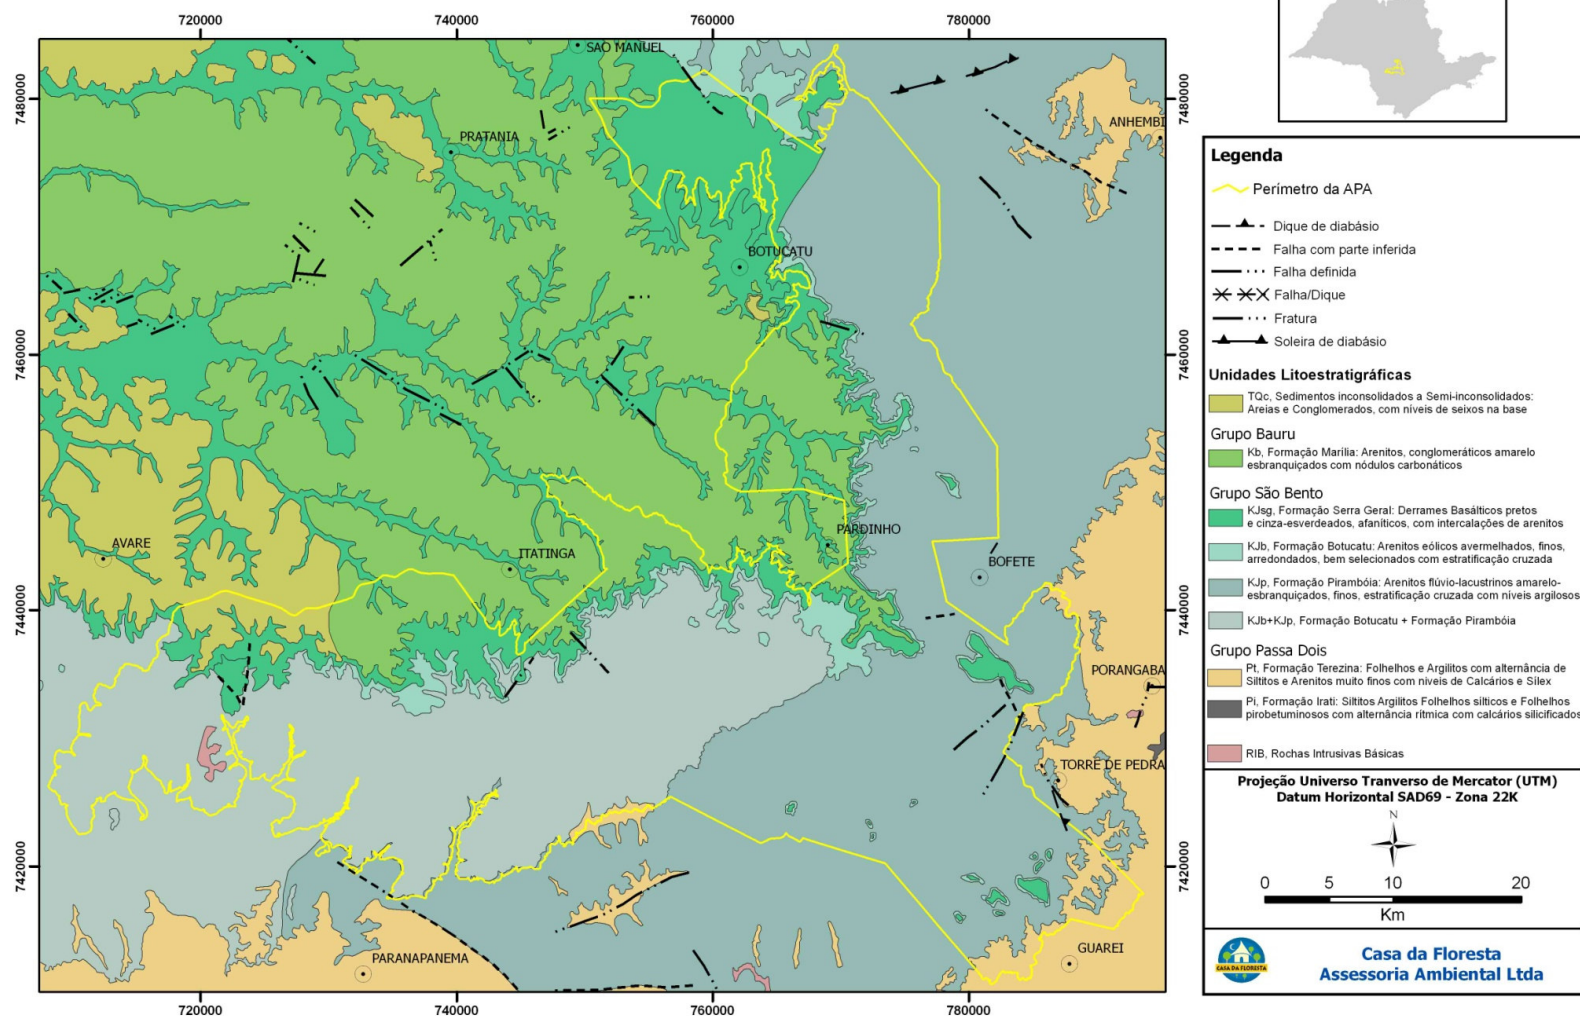 720000
740000
760000
780000
7480000
7460000
7440000
7420000
7480000
7460000
7440000
7420000
720000
740000
760000
780000
SAO MANUEL
PRATANIA
ANHEMBI
BOTUCATU
AVARE
ITATINGA
PARDINHO
BOFETE
PORANGABA
TORRE DE PEDRA
GUAREI
PARANAPANEMA
Legenda
Perímetro da APA
Dique de diabásio
Falha com parte inferida
Falha definida
Falha/Dique
Fratura
Soleira de diabásio
Unidades Litoestratigráficas
TQc, Sedimentos inconsolidados a Semi-inconsolidados:
Areias e Conglomerados, com níveis de seixos na base
Grupo Bauru
Kb, Formação Marília: Arenitos, conglomeráticos amarelo
esbranquiçados com nódulos carbonáticos
Grupo São Bento
KJsg, Formação Serra Geral: Derrames Basálticos pretos
e cinza-esverdeados, afaníticos, com intercalações de arenitos
KJb, Formação Botucatu: Arenitos eólicos avermelhados, finos,
arredondados, bem selecionados com estratificação cruzada
KJp, Formação Pirambóia: Arenitos flúvio-lacustrinos amarelo-
esbranquiçados, finos, estratificação cruzada com níveis argilosos
KJb+KJp, Formação Botucatu + Formação Pirambóia
Grupo Passa Dois
Pt, Formação Terezina: Folhelhos e Argilitos com alternância de
Siltitos e Arenitos muito finos com níveis de Calcários e Sílex
Pi, Formação Irati: Siltitos Argilitos Folhelhos sílticos e Folhelhos
pirobetuminosos com alternância rítmica com calcários silicificados
RIB, Rochas Intrusivas Básicas
Projeção Universo Tranverso de Mercator (UTM)
Datum Horizontal SAD69 - Zona 22K
N
0 5 10 20
Km
CASA DA FLORESTA
Casa da Floresta
Assessoria Ambiental Ltda